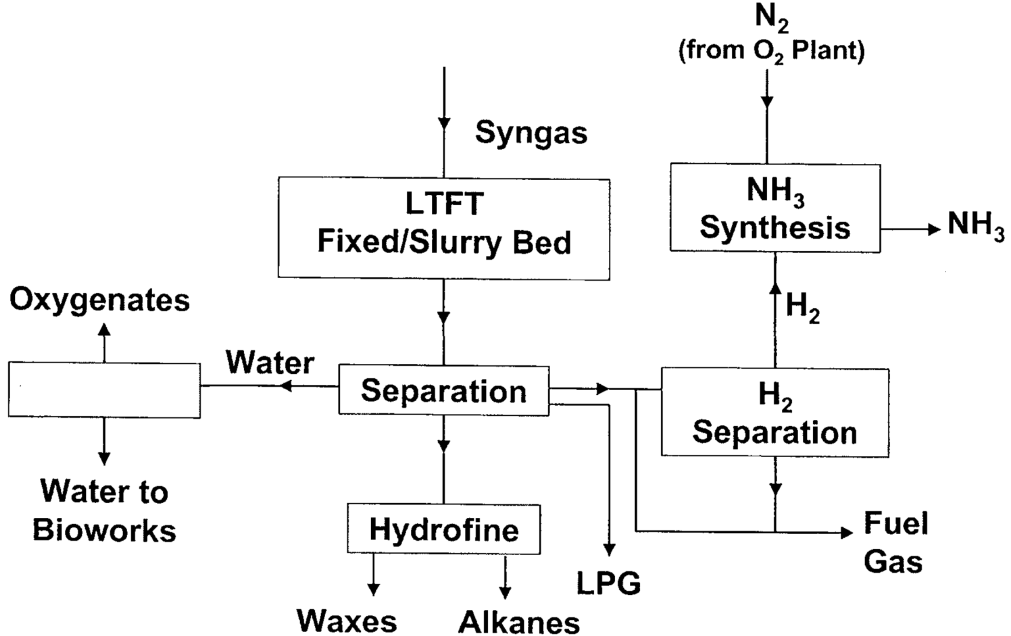 N₂
(from O₂ Plant)
Syngas
LTFT
Fixed/Slurry Bed
NH₃
Synthesis
NH₃
Oxygenates
H₂
Water
Separation
H₂
Separation
Water to
Bioworks
Hydrofine
Fuel
Gas
LPG
Waxes
Alkanes